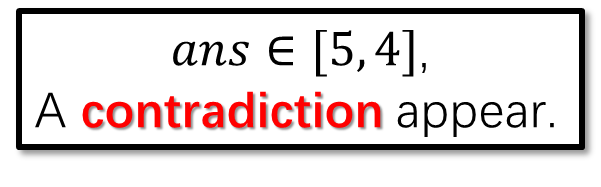 ans ∈ [5, 4],
A contradiction appear.